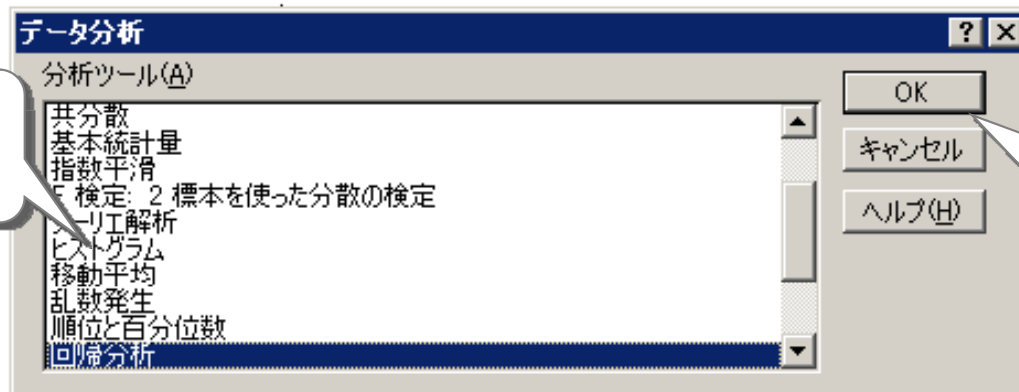 データ分析
分析ツール(A)
共分散
基本統計量
指数平滑
F 検定: 2 標本を使った分散の検定
フーリエ解析
ヒストグラム
移動平均
乱数発生
順位と百分位数
回帰分析
OK
キャンセル
ヘルプ(H)